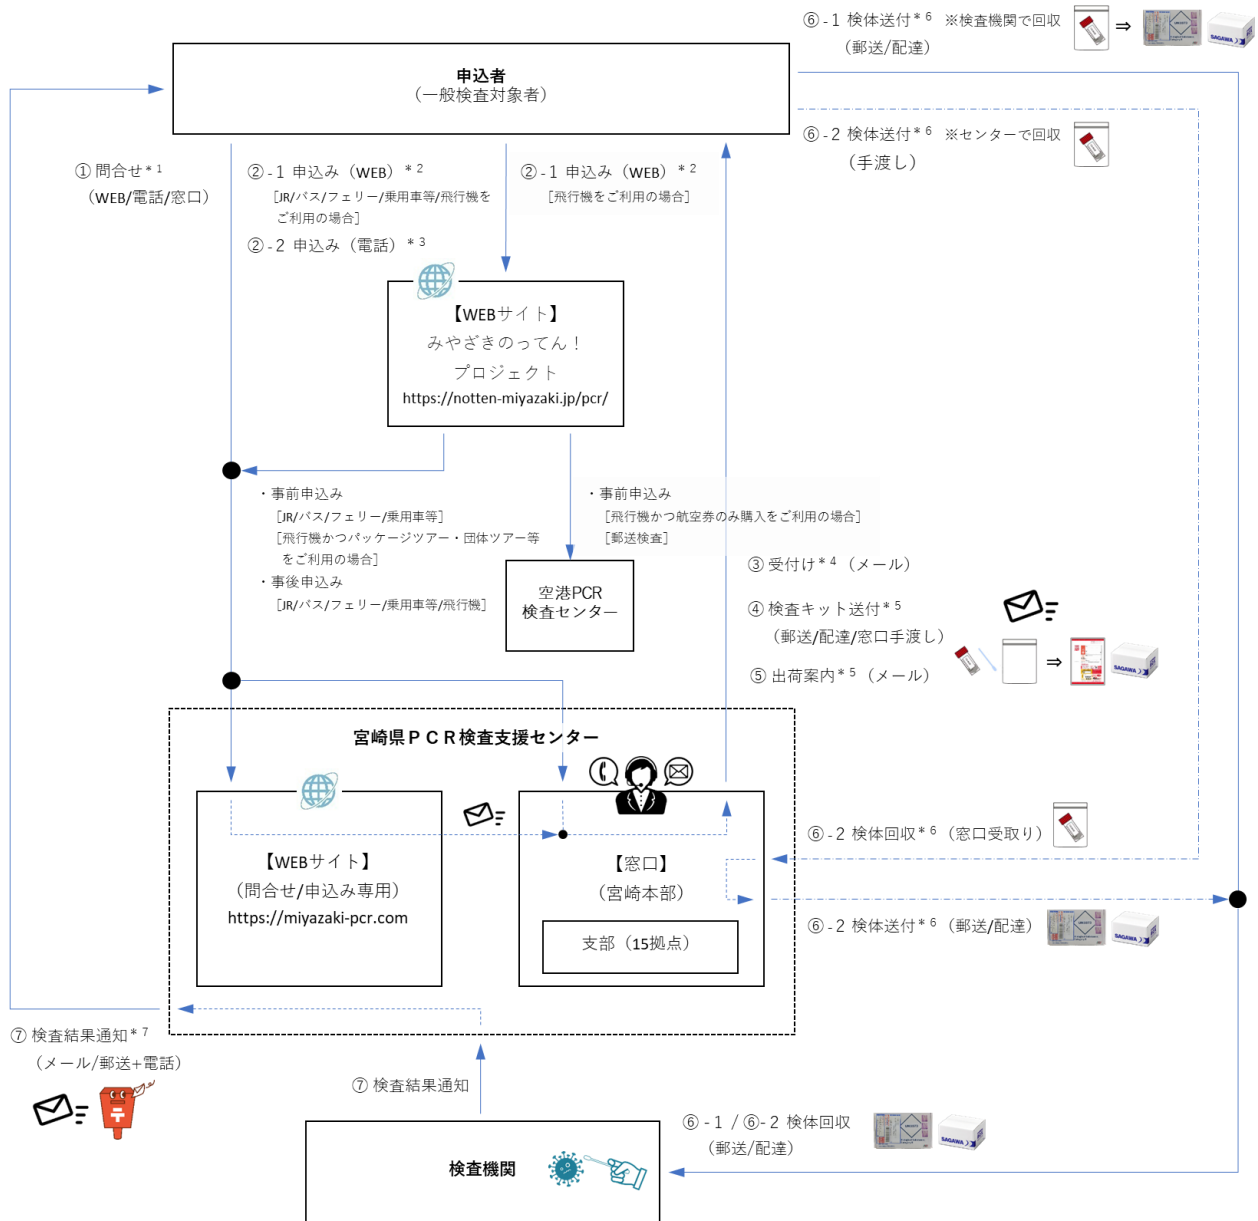 ⑥-1 検体送付*6 ※検査機関で回収
（郵送/配達）
SAGAWA
申込者
（一般検査対象者）
⑥-2 検体送付*6 ※センターで回収
（手渡し）
①問合せ*1
（WEB/電話/窓口）
②-1 申込み（WEB）*2
［JR/バス/フェリー/乗用車等/飛行機を
ご利用の場合］
②-2 申込み（電話）*3
②-1 申込み（WEB）*2
［飛行機をご利用の場合］
【WEBサイト】
みやざきのってん！
プロジェクト
https://notten-miyazaki.jp/pcr/
・事前申込み
［JR/バス/フェリー/乗用車等］
［飛行機かつパッケージツアー・団体ツアー等
をご利用の場合］
・事後申込み
［JR/バス/フェリー/乗用車等/飛行機］
・事前申込み
［飛行機かつ航空券のみ購入をご利用の場合］
［郵送検査］
空港PCR
検査センター
③ 受付け*4（メール）
④ 検査キット送付*5
（郵送/配達/窓口手渡し）
⑤ 出荷案内*5（メール）
SAGAWA
宮崎県ＰＣＲ検査支援センター
【WEBサイト】
（問合せ/申込み専用）
https://miyazaki-pcr.com
【窓口】
（宮崎本部）
支部（15拠点）
⑥-2 検体回収*6（窓口受取り）
⑥-2 検体送付*6（郵送/配達）
SAGAWA
⑦ 検査結果通知*7
（メール/郵送+電話）
〒
⑦ 検査結果通知
⑥-1 / ⑥-2 検体回収
（郵送/配達）
SAGAWA
検査機関